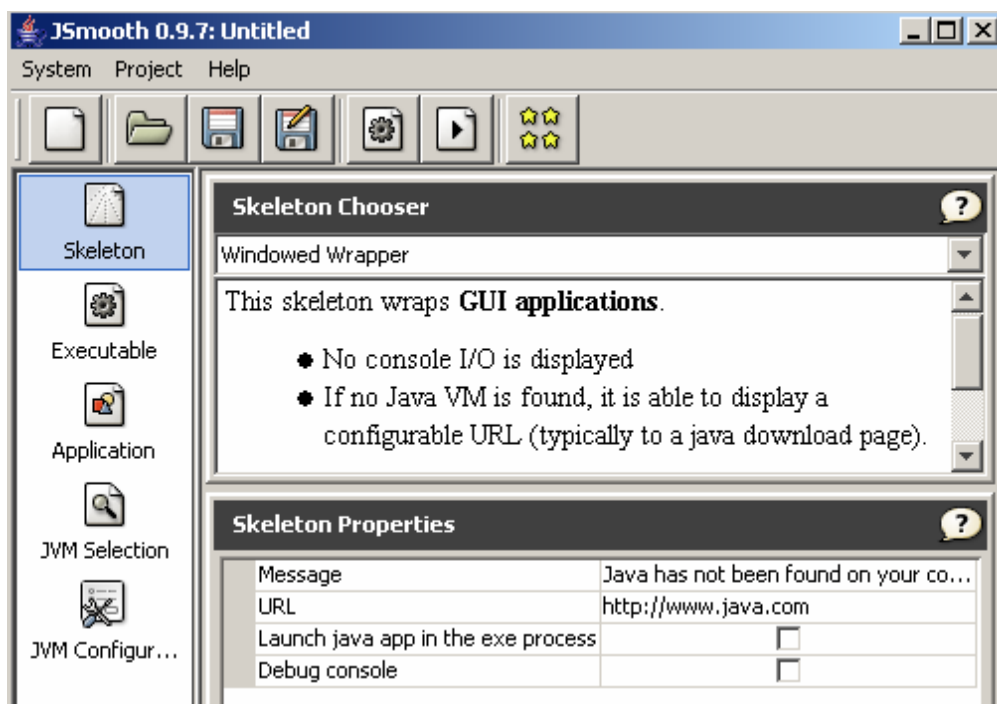 JSmooth 0.9.7: Untitled
System Project Help
Skeleton
Executable
Application
JVM Selection
JVM Configur...
Skeleton Chooser
?
Windowed Wrapper
This skeleton wraps GUI applications.
● No console I/O is displayed
● If no Java VM is found, it is able to display a
configurable URL (typically to a java download page).
Skeleton Properties
?
Message Java has not been found on your co...
URL http://www.java.com
Launch java app in the exe process
Debug console